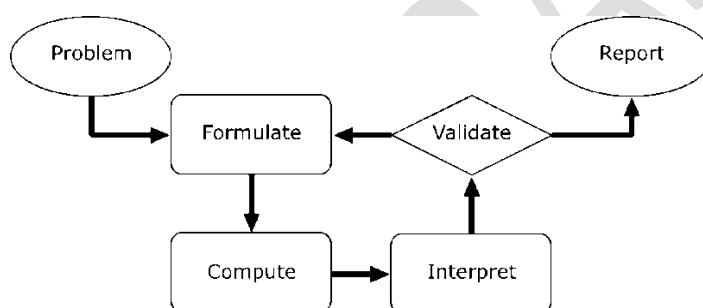 Problem
Report
Formulate
Validate
Compute
Interpret